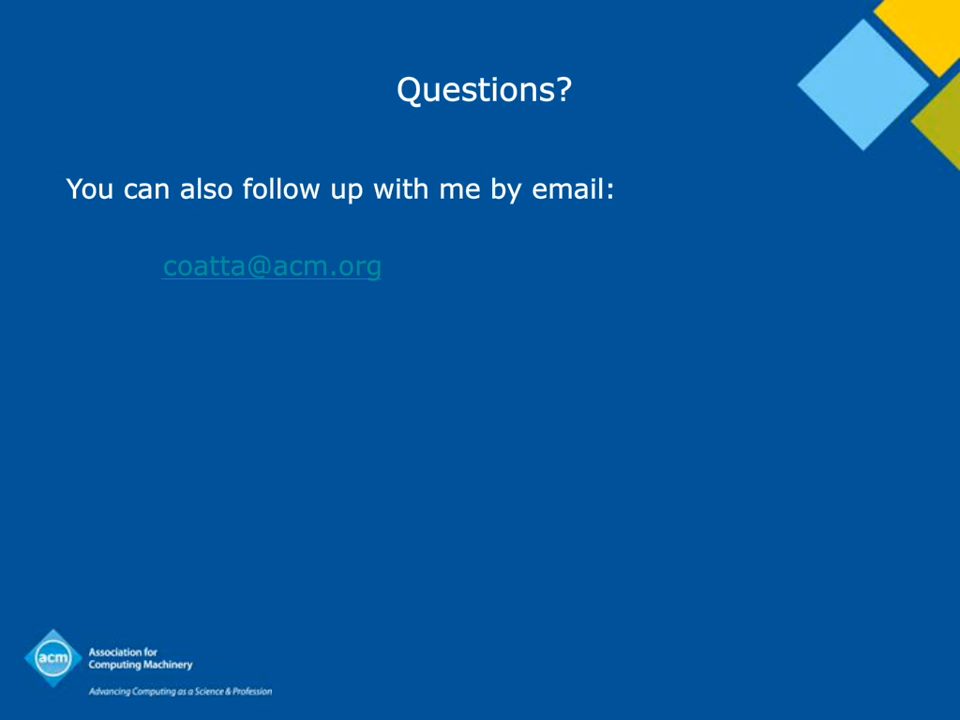 Questions?
You can also follow up with me by email:
coatta@acm.org
acm
Association for
Computing Machinery
Advancing Computing as a Science & Profession